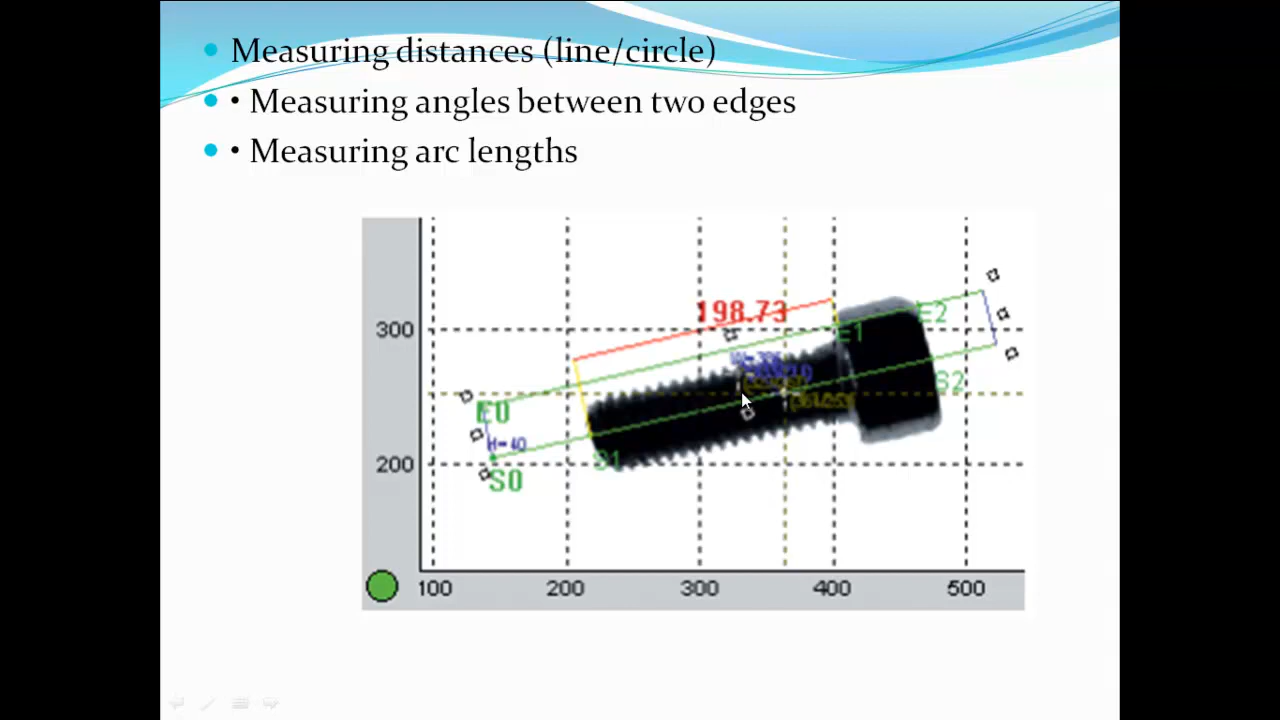 Measuring distances (line/circle)
• Measuring angles between two edges
• Measuring arc lengths
198.73
E2
300
E1
S2
E0
H=40
S1
200
S0
100 200 300 400 500